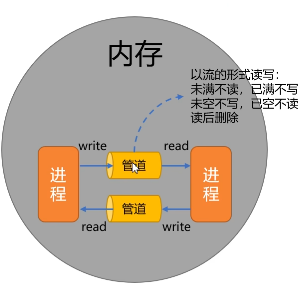 内存
以流的形式读写：
未满不读，已满不写
未空不写，已空不读
读后删除
write
read
进程
管道
进程
管道
read
write